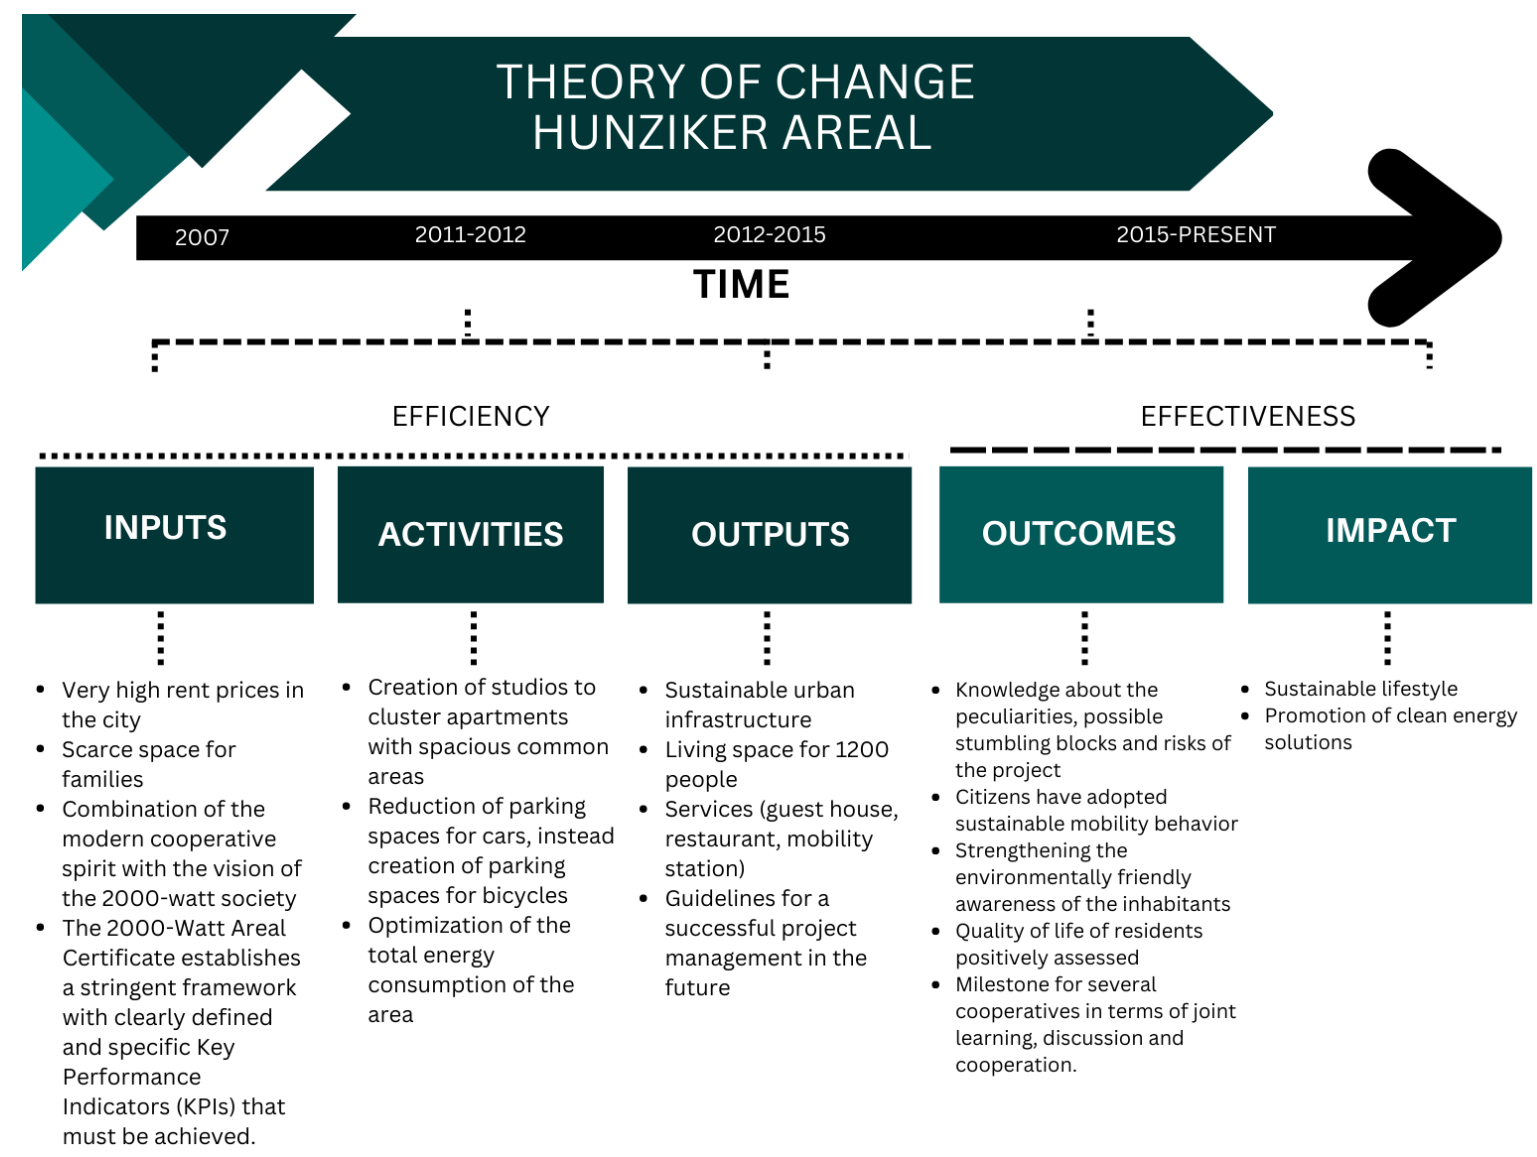 THEORY OF CHANGE
HUNZIKER AREAL
2007
2011-2012
2012-2015
2015-PRESENT
TIME
EFFICIENCY
EFFECTIVENESS
INPUTS
ACTIVITIES
OUTPUTS
OUTCOMES
IMPACT
• Very high rent prices in
the city
• Scarce space for
families
• Combination of the
modern cooperative
spirit with the vision of
the 2000-watt society
• The 2000-Watt Areal
Certificate establishes
a stringent framework
with clearly defined
and specific Key
Performance
Indicators (KPIs) that
must be achieved.
• Creation of studios to
cluster apartments
with spacious common
areas
• Reduction of parking
spaces for cars, instead
creation of parking
spaces for bicycles
• Optimization of the
total energy
consumption of the
area
• Sustainable urban
infrastructure
• Living space for 1200
people
• Services (guest house,
restaurant, mobility
station)
• Guidelines for a
successful project
management in the
future
• Knowledge about the
peculiarities, possible
stumbling blocks and risks of
the project
• Citizens have adopted
sustainable mobility behavior
• Strengthening the
environmentally friendly
awareness of the inhabitants
• Quality of life of residents
positively assessed
• Milestone for several
cooperatives in terms of joint
learning, discussion and
cooperation.
• Sustainable lifestyle
• Promotion of clean energy
solutions